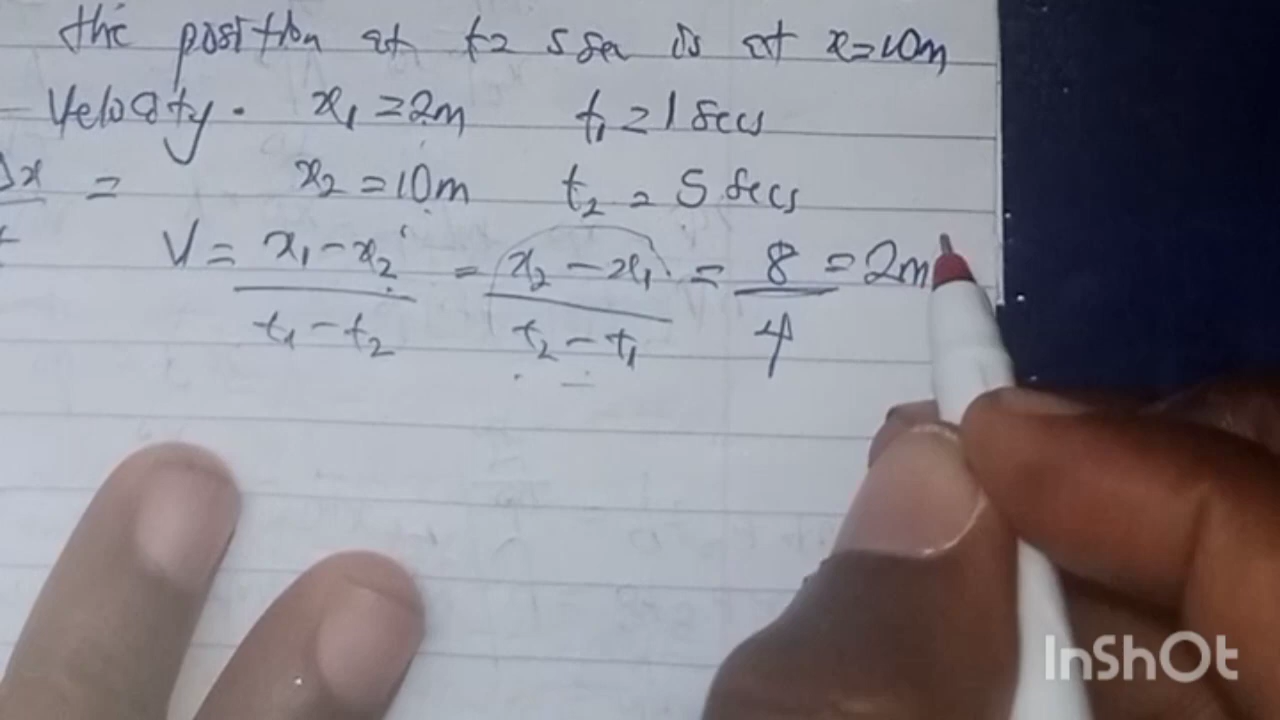 the position at t= 5 sec is at x=10m
Velocity. x₁ =2m t₁ =1 secs
Δx = x₂ =10m t₂ = 5 secs
t V = x₁-x₂ / t₁-t₂ = x₂ - x₁ / t₂ - t₁ = 8 / 4 = 2m
InShOt